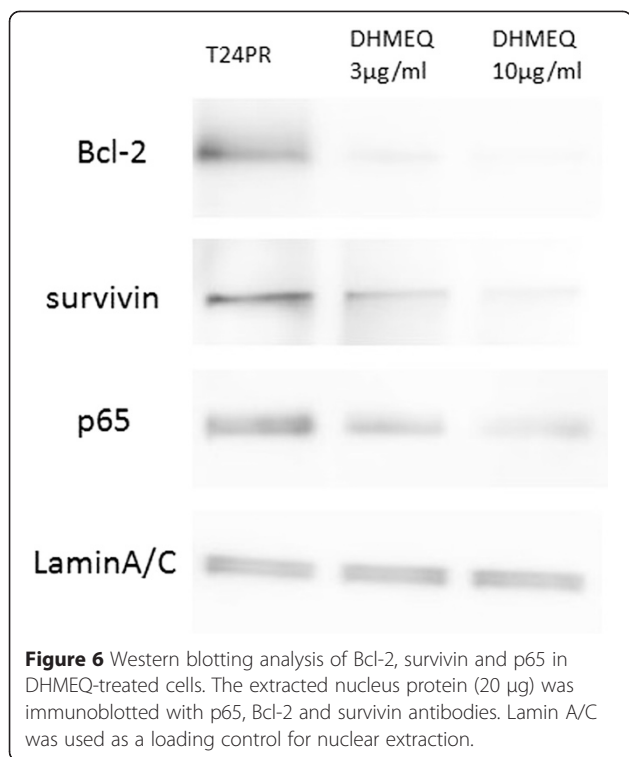 T24PR DHMEQ DHMEQ
3µg/ml 10µg/ml
Bcl-2
survivin
p65
LaminA/C
Figure 6 Western blotting analysis of Bcl-2, survivin and p65 in
DHMEQ-treated cells. The extracted nucleus protein (20 µg) was
immunoblotted with p65, Bcl-2 and survivin antibodies. Lamin A/C
was used as a loading control for nuclear extraction.